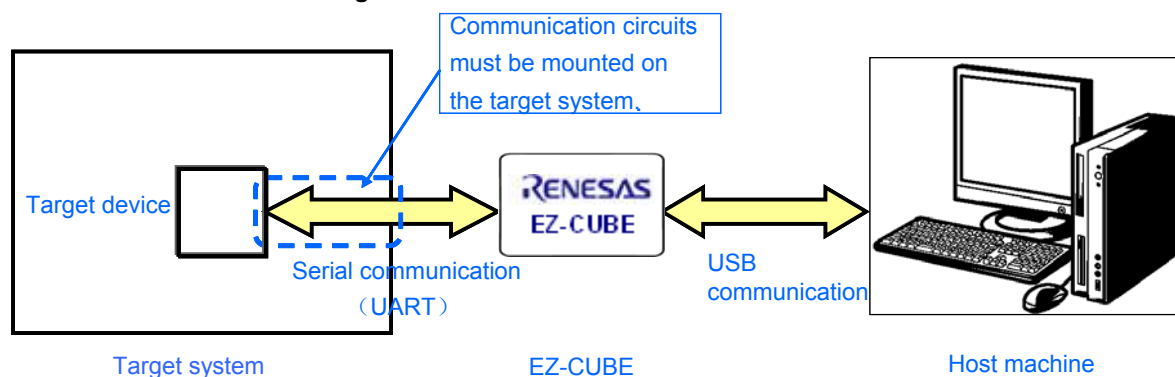 Communication circuits
must be mounted on
the target system、
Target device
RENESAS
EZ-CUBE
Serial communication
（UART）
USB
communication
Target system
EZ-CUBE
Host machine